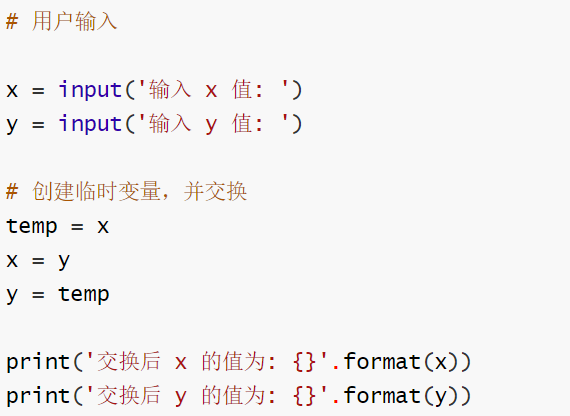 # 用户输入
x = input('输入 x 值: ')
y = input('输入 y 值: ')
# 创建临时变量，并交换
temp = x
x = y
y = temp
print('交换后 x 的值为: {}'.format(x))
print('交换后 y 的值为: {}'.format(y))